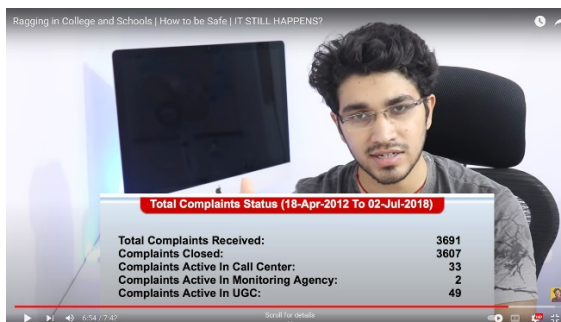 Ragging in College and Schools | How to be Safe | IT STILL HAPPENS?
Total Complaints Status (18-Apr-2012 To 02-Jul-2018)
Total Complaints Received: 3691
Complaints Closed: 3607
Complaints Active In Call Center: 33
Complaints Active In Monitoring Agency: 2
Complaints Active In UGC: 49
6:54 / 7:42
Scroll for details